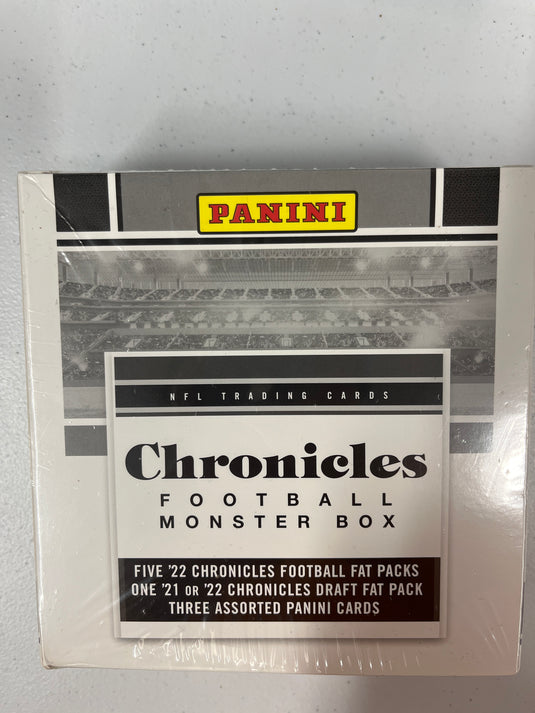 PANINI
NFL TRADING CARDS
Chronicles
FOOTBALL
MONSTER BOX
FIVE '22 CHRONICLES FOOTBALL FAT PACKS
ONE '21 OR '22 CHRONICLES DRAFT FAT PACK
THREE ASSORTED PANINI CARDS